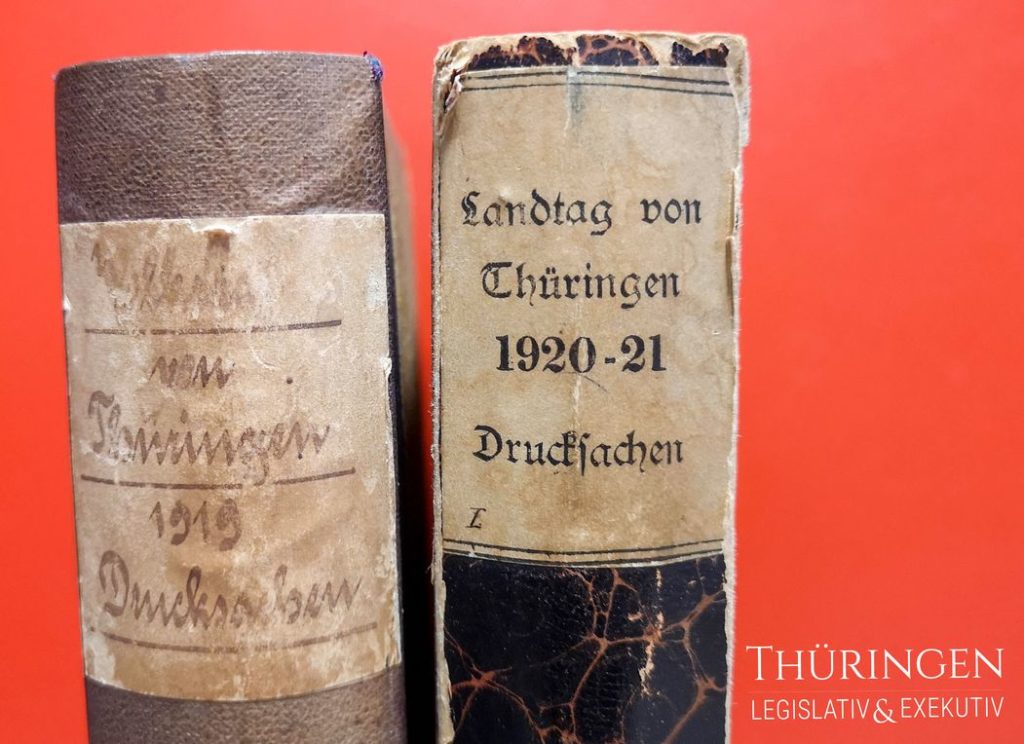 von
Thüringen
1919
Drucksachen
Landtag von
Thüringen
1920-21
Drucksachen
I
THÜRINGEN
LEGISLATIV & EXEKUTIV